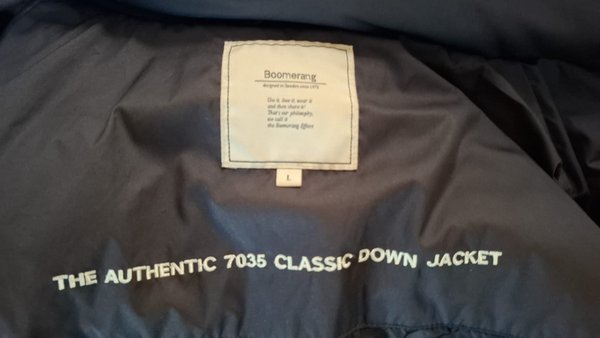 Boomerang
designed in Sweden since 1976
Use it, love it, wear it
and then share it!
That's our philosophy,
we call it
the Boomerang Effect
L
THE AUTHENTIC 7035 CLASSIC DOWN JACKET